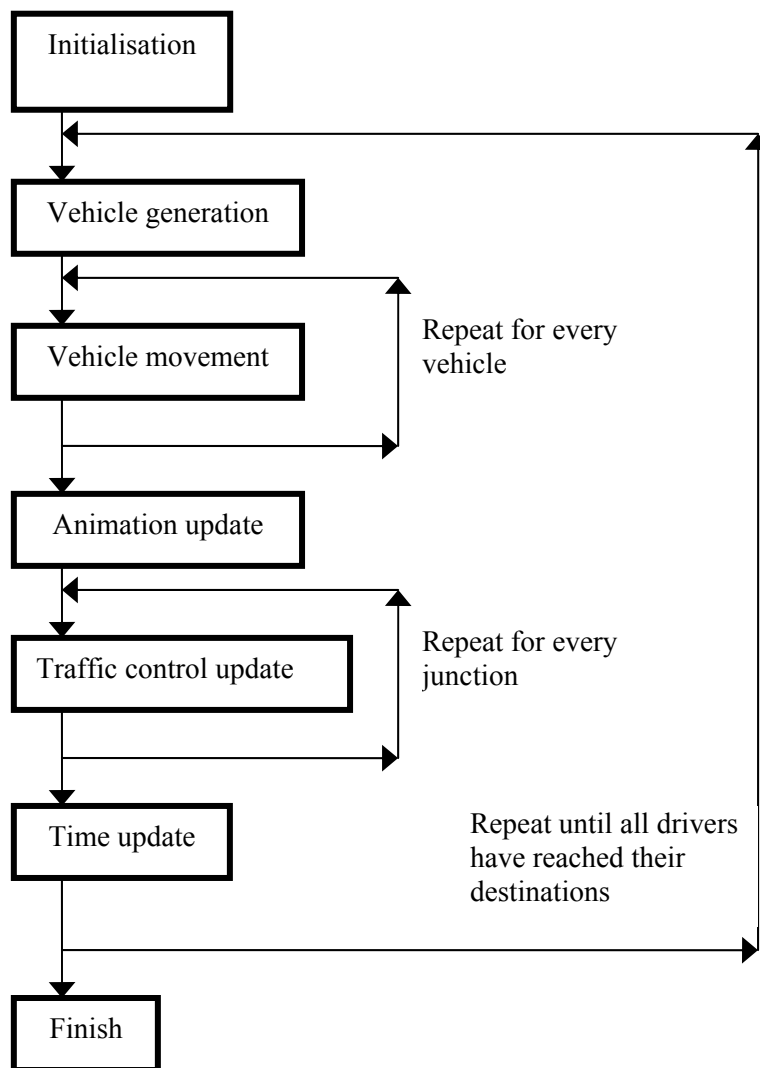 Initialisation
Vehicle generation
Repeat for every
vehicle
Vehicle movement
Animation update
Repeat for every
junction
Traffic control update
Time update
Repeat until all drivers
have reached their
destinations
Finish